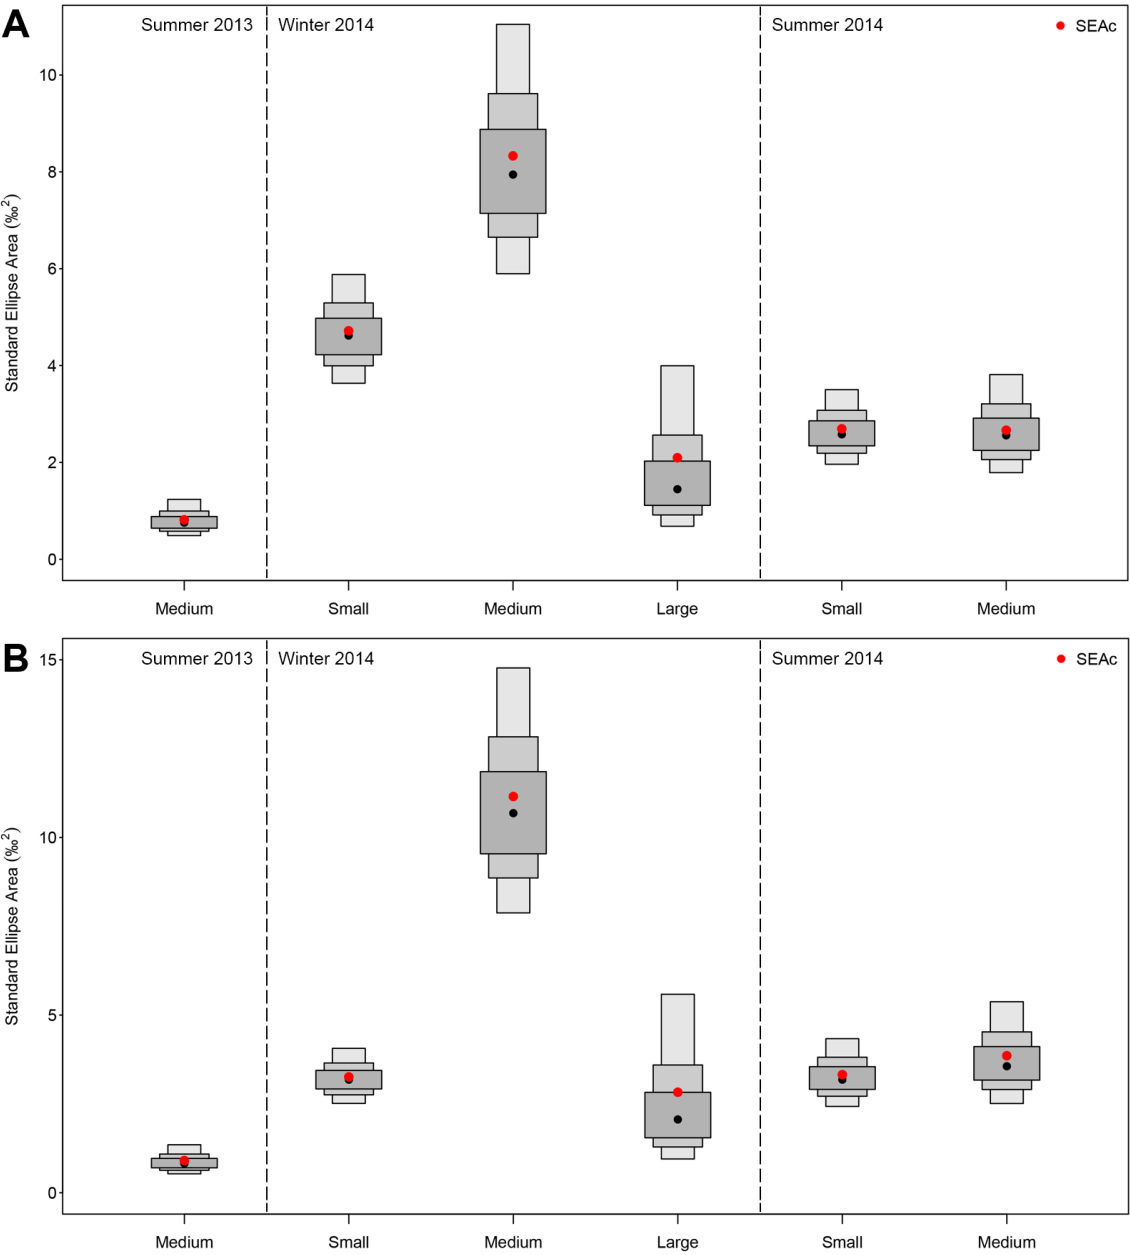 A
Summer 2013 Winter 2014 Summer 2014 SEAc
10
8
6
4
2
0
Standard Ellipse Area (‰²)
Medium Small Medium Large Small Medium
B
Summer 2013 Winter 2014 Summer 2014 SEAc
15
10
5
0
Standard Ellipse Area (‰²)
Medium Small Medium Large Small Medium